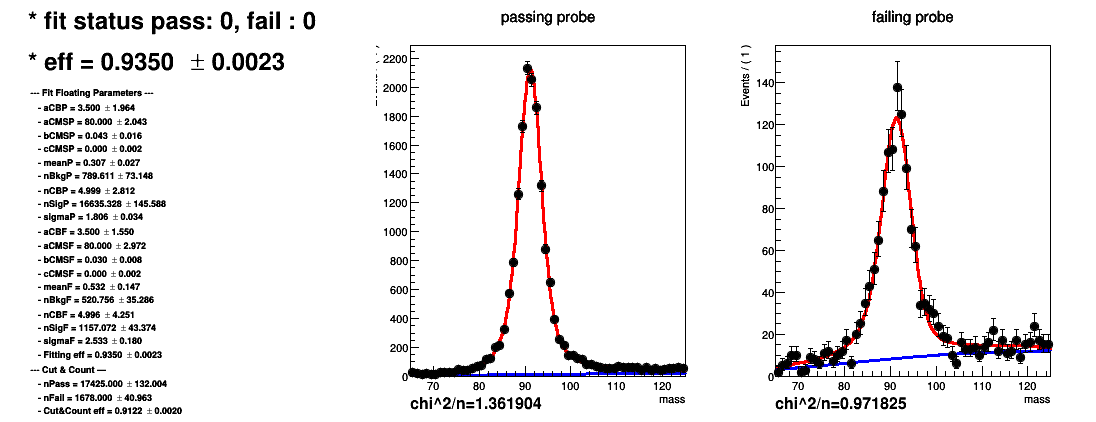 * fit status pass: 0, fail : 0
* eff = 0.9350 ± 0.0023
--- Fit Floating Parameters ---
- aCBP = 3.500 ± 1.964
- aCMSP = 80.000 ± 2.043
- bCMSP = 0.043 ± 0.016
- cCMSP = 0.000 ± 0.002
- meanP = 0.307 ± 0.027
- nBkgP = 789.611 ± 73.148
- nCBP = 4.999 ± 2.812
- nSigP = 16635.328 ± 145.588
- sigmaP = 1.806 ± 0.034
- aCBF = 3.500 ± 1.550
- aCMSF = 80.000 ± 2.972
- bCMSF = 0.030 ± 0.008
- cCMSF = 0.000 ± 0.002
- meanF = 0.532 ± 0.147
- nBkgF = 520.756 ± 35.286
- nCBF = 4.996 ± 4.251
- nSigF = 1157.072 ± 43.374
- sigmaF = 2.533 ± 0.180
- Fitting eff = 0.9350 ± 0.0023
--- Cut & Count ---
- nPass = 17425.000 ± 132.004
- nFail = 1678.000 ± 40.963
- Cut&Count eff = 0.9122 ± 0.0020
passing probe
2200
2000
1800
1600
1400
1200
1000
800
600
400
200
0
70 80 90 100 110 120
mass
chi^2/n=1.361904
failing probe
Events / ( 1 )
140
120
100
80
60
40
20
0
70 80 90 100 110 120
mass
chi^2/n=0.971825